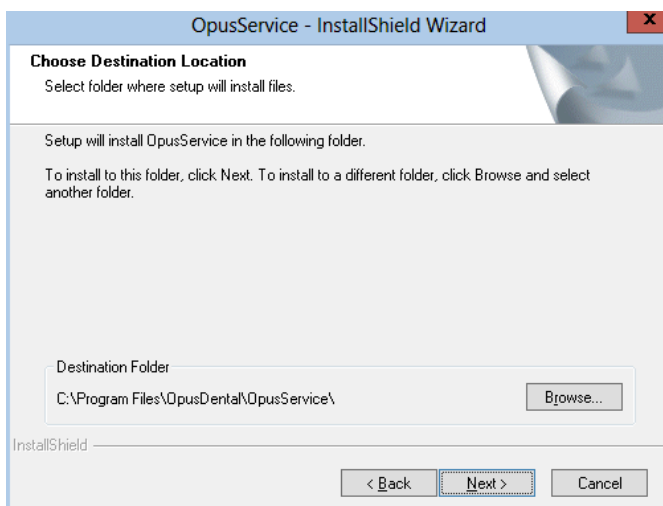 OpusService - InstallShield Wizard
x
Choose Destination Location
Select folder where setup will install files.
Setup will install OpusService in the following folder.
To install to this folder, click Next. To install to a different folder, click Browse and select
another folder.
Destination Folder
C:\Program Files\OpusDental\OpusService\
Browse...
InstallShield
< Back
Next >
Cancel